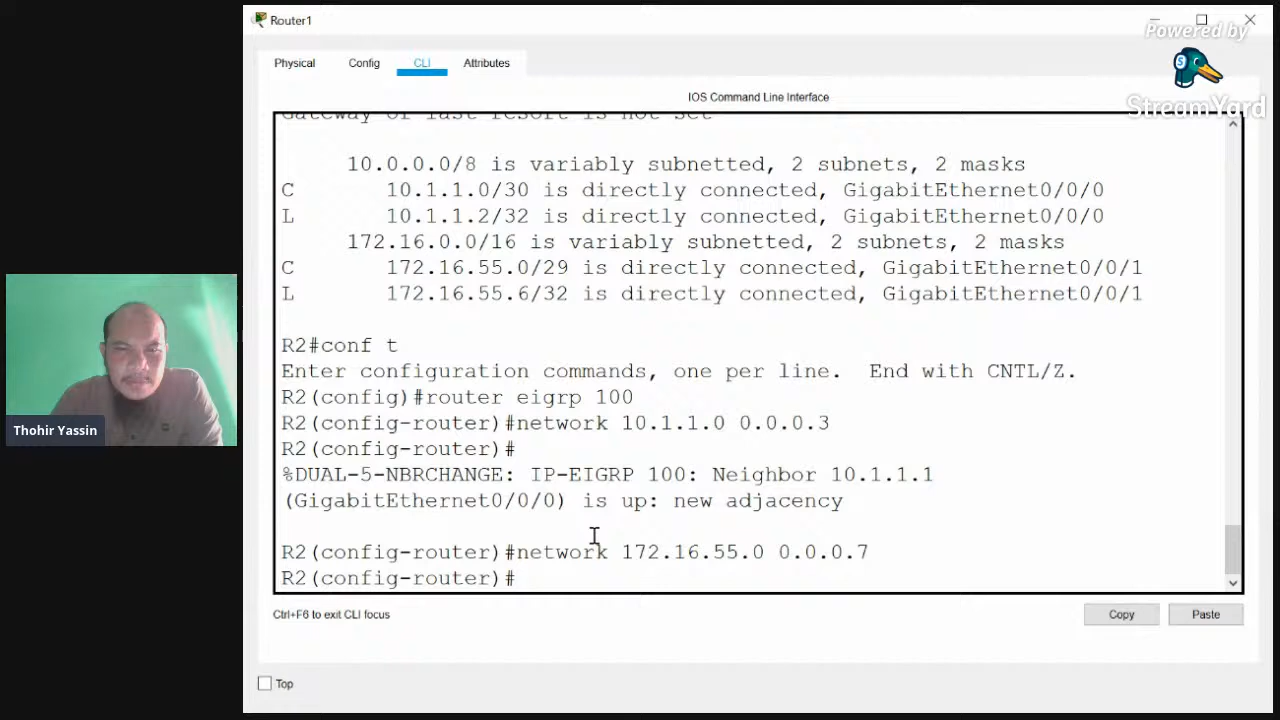 Router1
Powered by
StreamYard
Physical
Config
CLI
Attributes
IOS Command Line Interface
Gateway of last resort is not set
10.0.0.0/8 is variably subnetted, 2 subnets, 2 masks
C 10.1.1.0/30 is directly connected, GigabitEthernet0/0/0
L 10.1.1.2/32 is directly connected, GigabitEthernet0/0/0
172.16.0.0/16 is variably subnetted, 2 subnets, 2 masks
C 172.16.55.0/29 is directly connected, GigabitEthernet0/0/1
L 172.16.55.6/32 is directly connected, GigabitEthernet0/0/1
R2#conf t
Enter configuration commands, one per line. End with CNTL/Z.
R2(config)#router eigrp 100
R2(config-router)#network 10.1.1.0 0.0.0.3
R2(config-router)#
%DUAL-5-NBRCHANGE: IP-EIGRP 100: Neighbor 10.1.1.1
(GigabitEthernet0/0/0) is up: new adjacency
R2(config-router)#network 172.16.55.0 0.0.0.7
R2(config-router)#
Ctrl+F6 to exit CLI focus
Copy
Paste
Top
Thohir Yassin